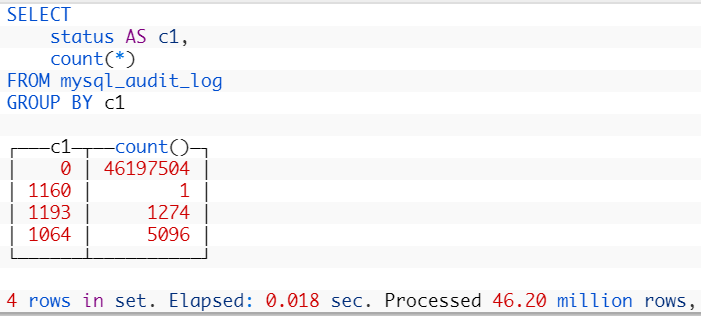 SELECT
    status AS c1,
    count(*)
FROM mysql_audit_log
GROUP BY c1
┌───c1─┬──count()─┐
│    0 │ 46197504 │
│ 1160 │        1 │
│ 1193 │     1274 │
│ 1064 │     5096 │
└──────┴──────────┘
4 rows in set. Elapsed: 0.018 sec. Processed 46.20 million rows,